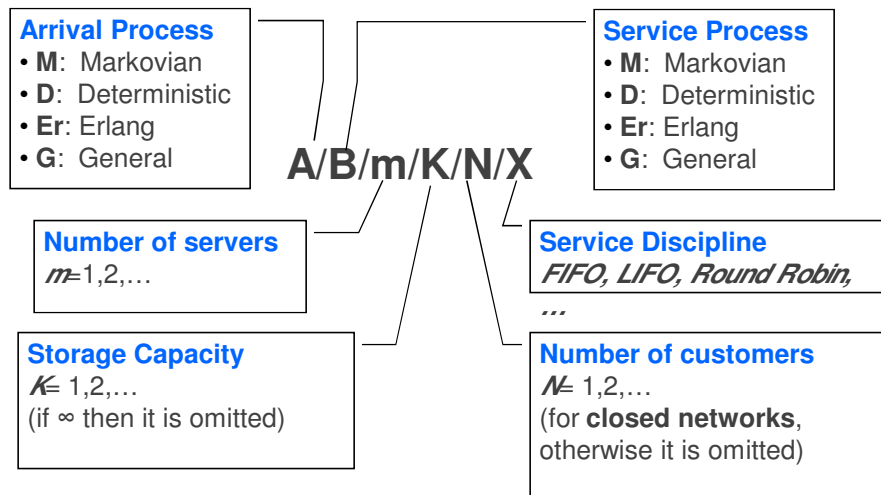 Arrival Process
• M: Markovian
• D: Deterministic
• Er: Erlang
• G: General
Service Process
• M: Markovian
• D: Deterministic
• Er: Erlang
• G: General
A/B/m/K/N/X
Number of servers
m=1,2,…
Service Discipline
FIFO, LIFO, Round Robin,
…
Storage Capacity
K= 1,2,…
(if ∞ then it is omitted)
Number of customers
N= 1,2,…
(for closed networks,
otherwise it is omitted)